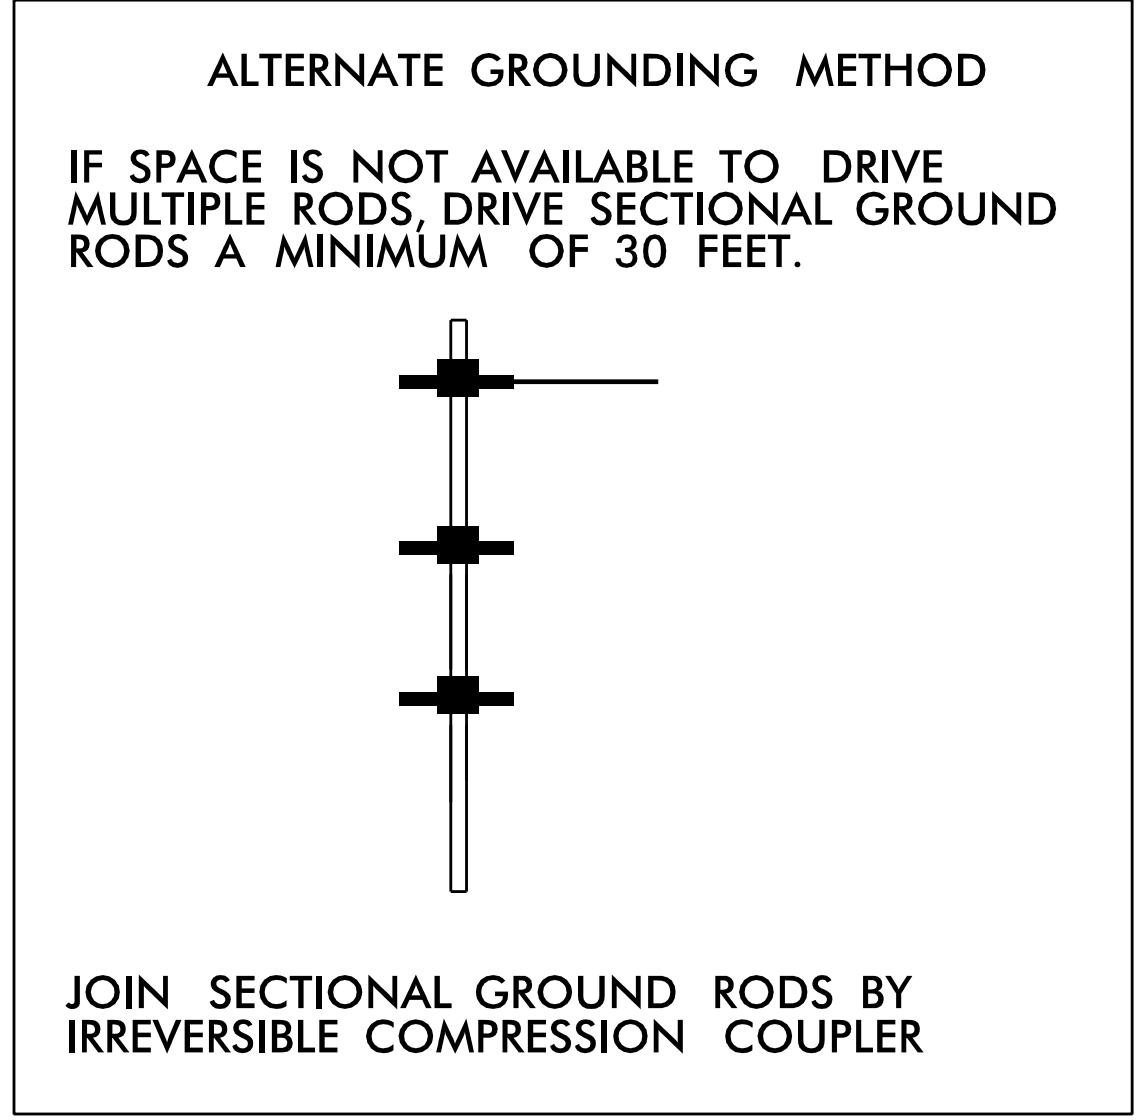 ALTERNATE GROUNDING METHOD
IF SPACE IS NOT AVAILABLE TO DRIVE
MULTIPLE RODS, DRIVE SECTIONAL GROUND
RODS A MINIMUM OF 30 FEET.
JOIN SECTIONAL GROUND RODS BY
IRREVERSIBLE COMPRESSION COUPLER